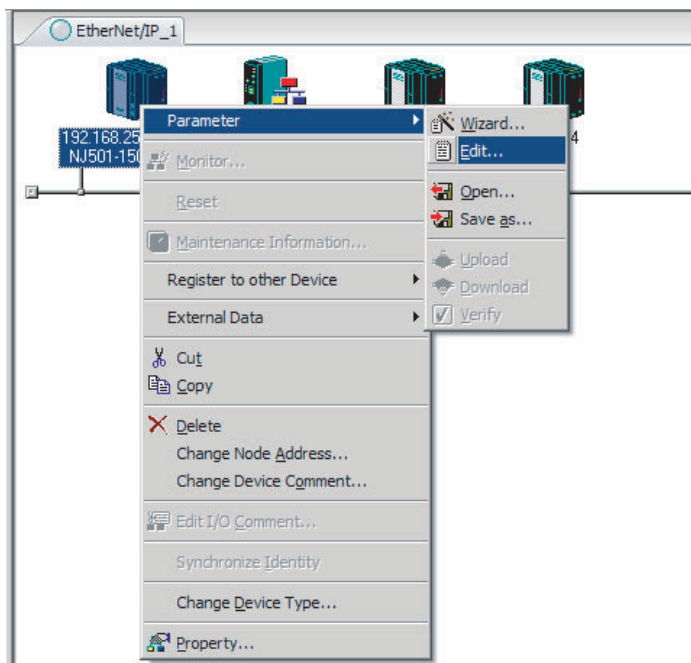 EtherNet/IP_1
192.168.25
NJ501-150
4
Parameter
Monitor...
Reset
Maintenance Information...
Register to other Device
External Data
Cut
Copy
Delete
Change Node Address...
Change Device Comment...
Edit I/O Comment...
Synchronize Identity
Change Device Type...
Property...
Wizard...
Edit...
Open...
Save as...
Upload
Download
Verify